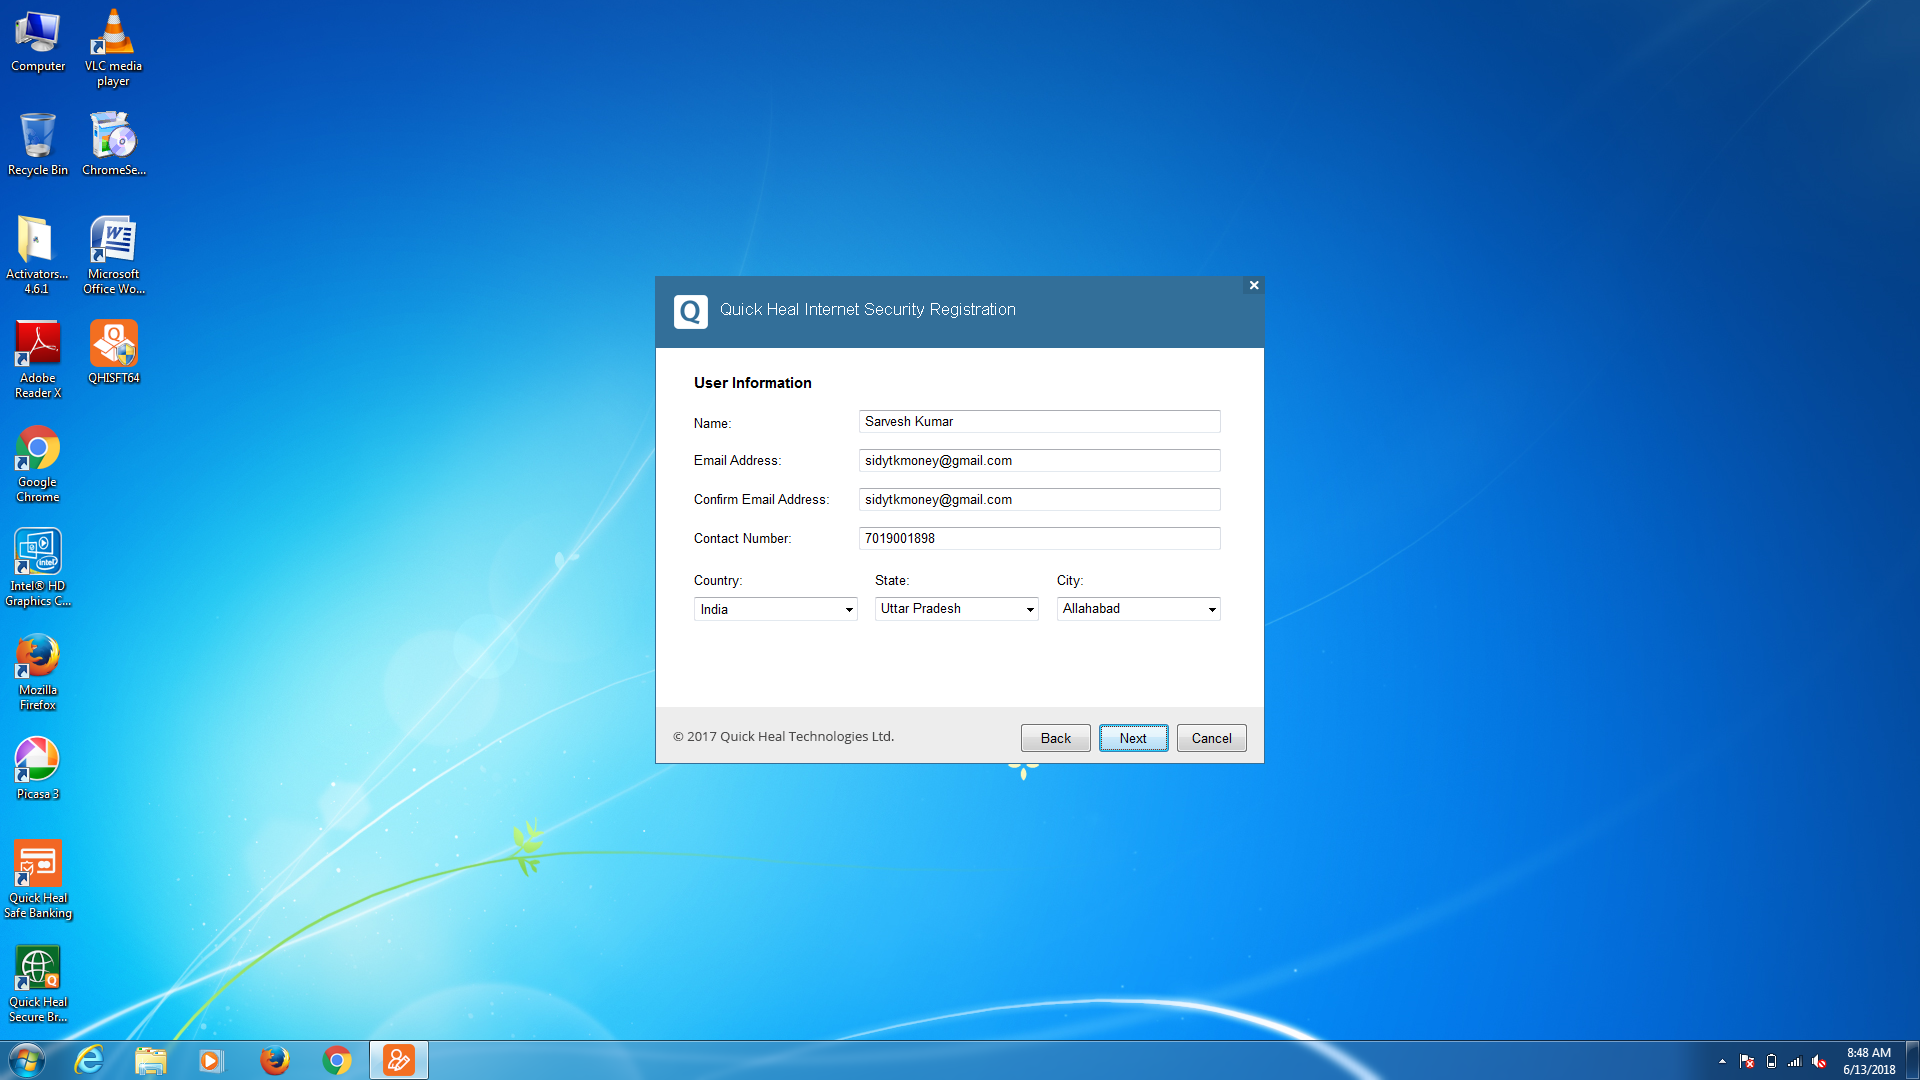 Computer
VLC media
player
Recycle Bin
ChromeSe...
Activators...
4.6.1
Microsoft
Office Wo...
Adobe
Reader X
QHISFT64
Google
Chrome
Intel® HD
Graphics C...
Mozilla
Firefox
Picasa 3
Quick Heal
Safe Banking
Quick Heal
Secure Br...
Q Quick Heal Internet Security Registration
User Information
Name: Sarvesh Kumar
Email Address: sidytkmoney@gmail.com
Confirm Email Address: sidytkmoney@gmail.com
Contact Number: 7019001898
Country: State: City:
India Uttar Pradesh Allahabad
© 2017 Quick Heal Technologies Ltd. Back Next Cancel
8:48 AM
6/13/2018